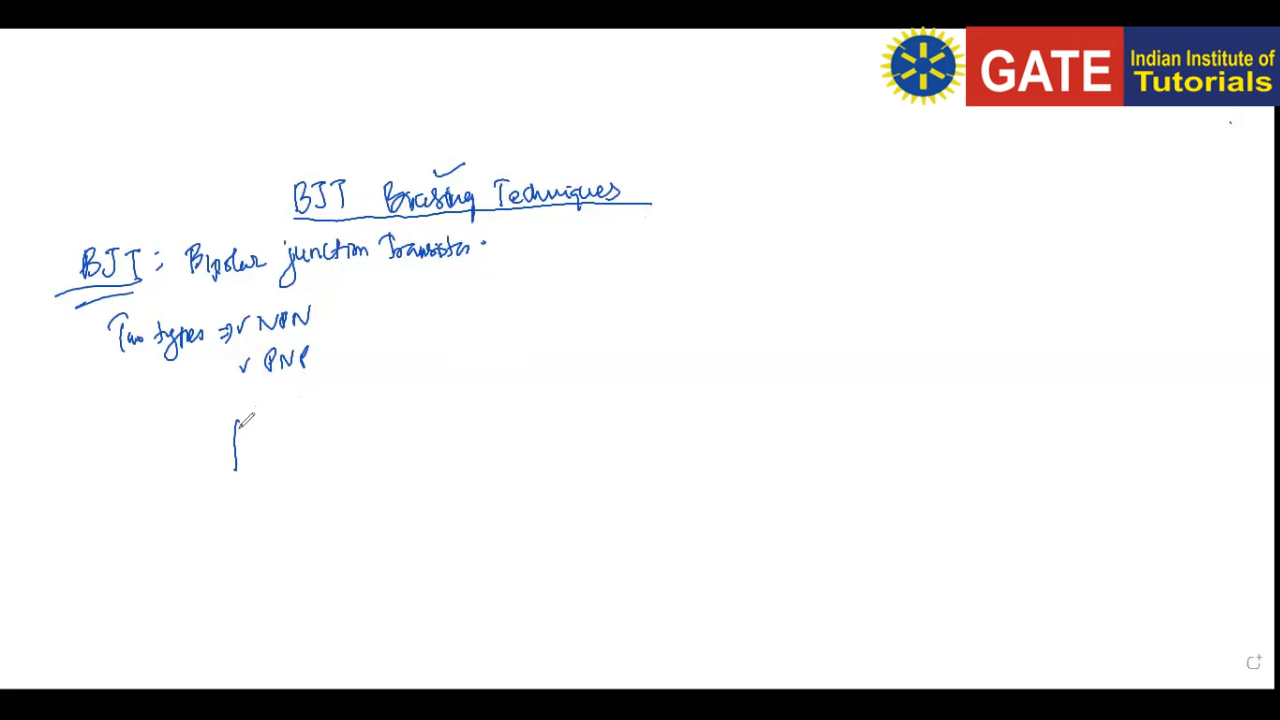 GATE
Indian Institute of
Tutorials
BJT Biasing Techniques
BJT : Bipolar junction Transistor.
Two types ⇒ ✓ NPN
✓ PNP